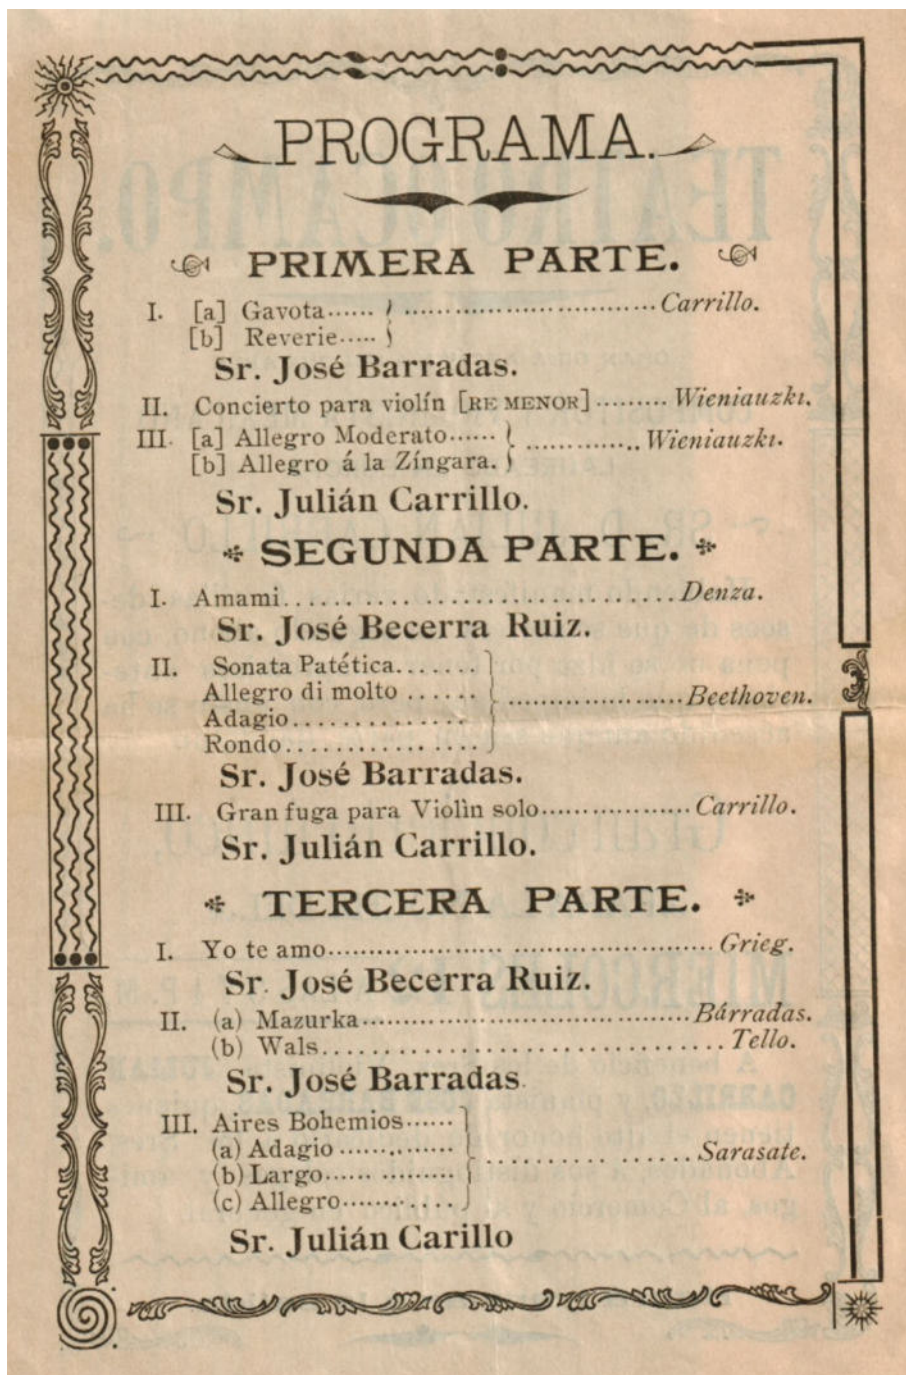 PROGRAMA.
PRIMERA PARTE.
I. [a] Gavota...... } .............................. Carrillo.
[b] Reverie..... }
Sr. José Barradas.
II. Concierto para violín [RE MENOR] ......... Wieniauzki.
III. [a] Allegro Moderato...... } ............... Wieniauzki.
[b] Allegro á la Zíngara. }
Sr. Julián Carrillo.
SEGUNDA PARTE.
I. Amami................................... Denza.
Sr. José Becerra Ruiz.
II. Sonata Patética.......
Allegro di molto ...... } .................... Beethoven.
Adagio................
Rondo.................
Sr. José Barradas.
III. Gran fuga para Violin solo.................. Carrillo.
Sr. Julián Carrillo.
TERCERA PARTE.
I. Yo te amo........................................ Grieg.
Sr. José Becerra Ruiz.
II. (a) Mazurka.................................. Bárradas.
(b) Wals.................................... Tello.
Sr. José Barradas.
III. Aires Bohemios......
(a) Adagio ............ } .................. Sarasate.
(b) Largo..............
(c) Allegro............
Sr. Julián Carillo